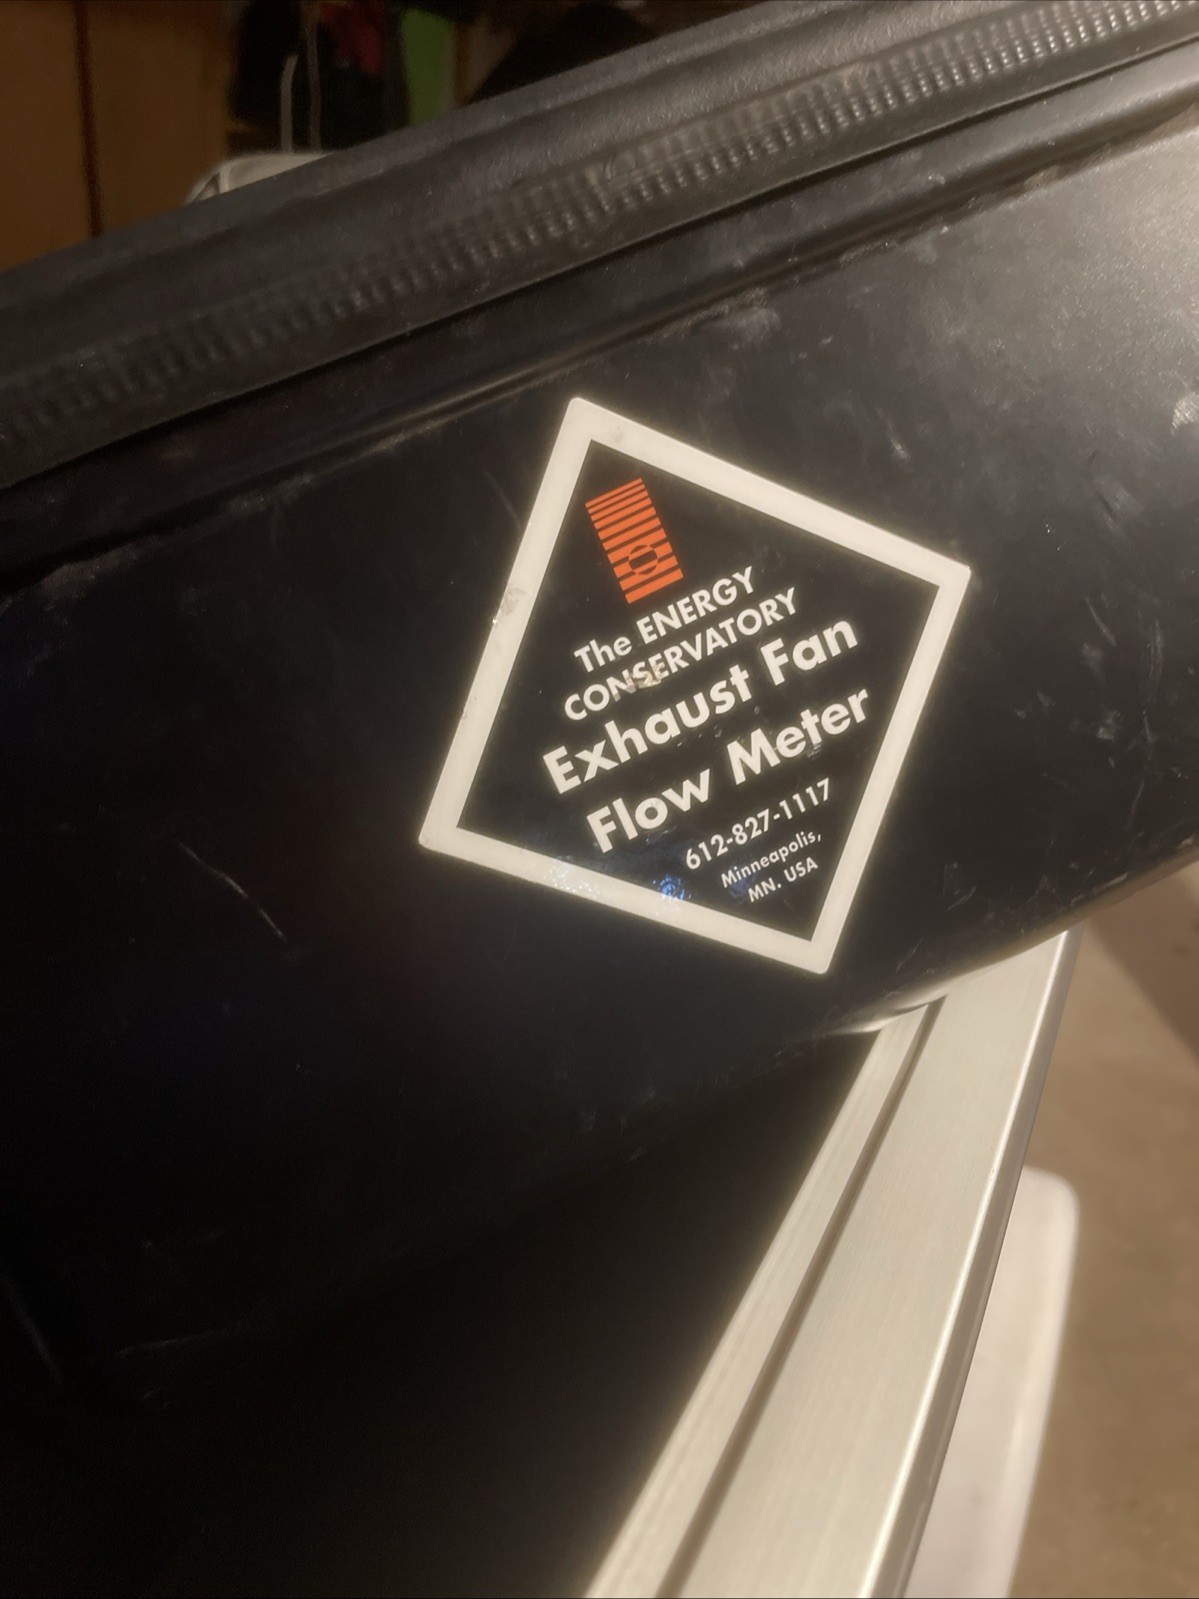 The ENERGY
CONSERVATORY
Exhaust Fan
Flow Meter
612-827-1117
Minneapolis,
MN. USA